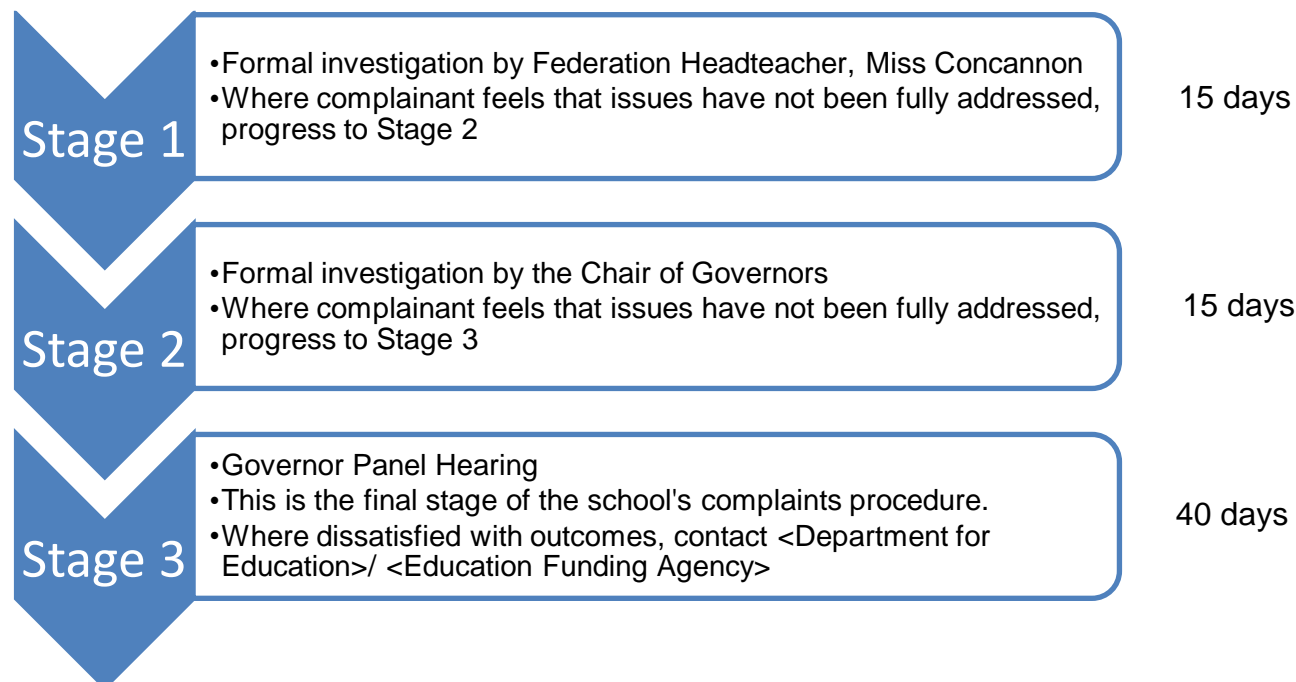 Stage 1
•Formal investigation by Federation Headteacher, Miss Concannon
•Where complainant feels that issues have not been fully addressed,
progress to Stage 2
15 days
Stage 2
•Formal investigation by the Chair of Governors
•Where complainant feels that issues have not been fully addressed,
progress to Stage 3
15 days
Stage 3
•Governor Panel Hearing
•This is the final stage of the school's complaints procedure.
•Where dissatisfied with outcomes, contact <Department for
Education>/ <Education Funding Agency>
40 days